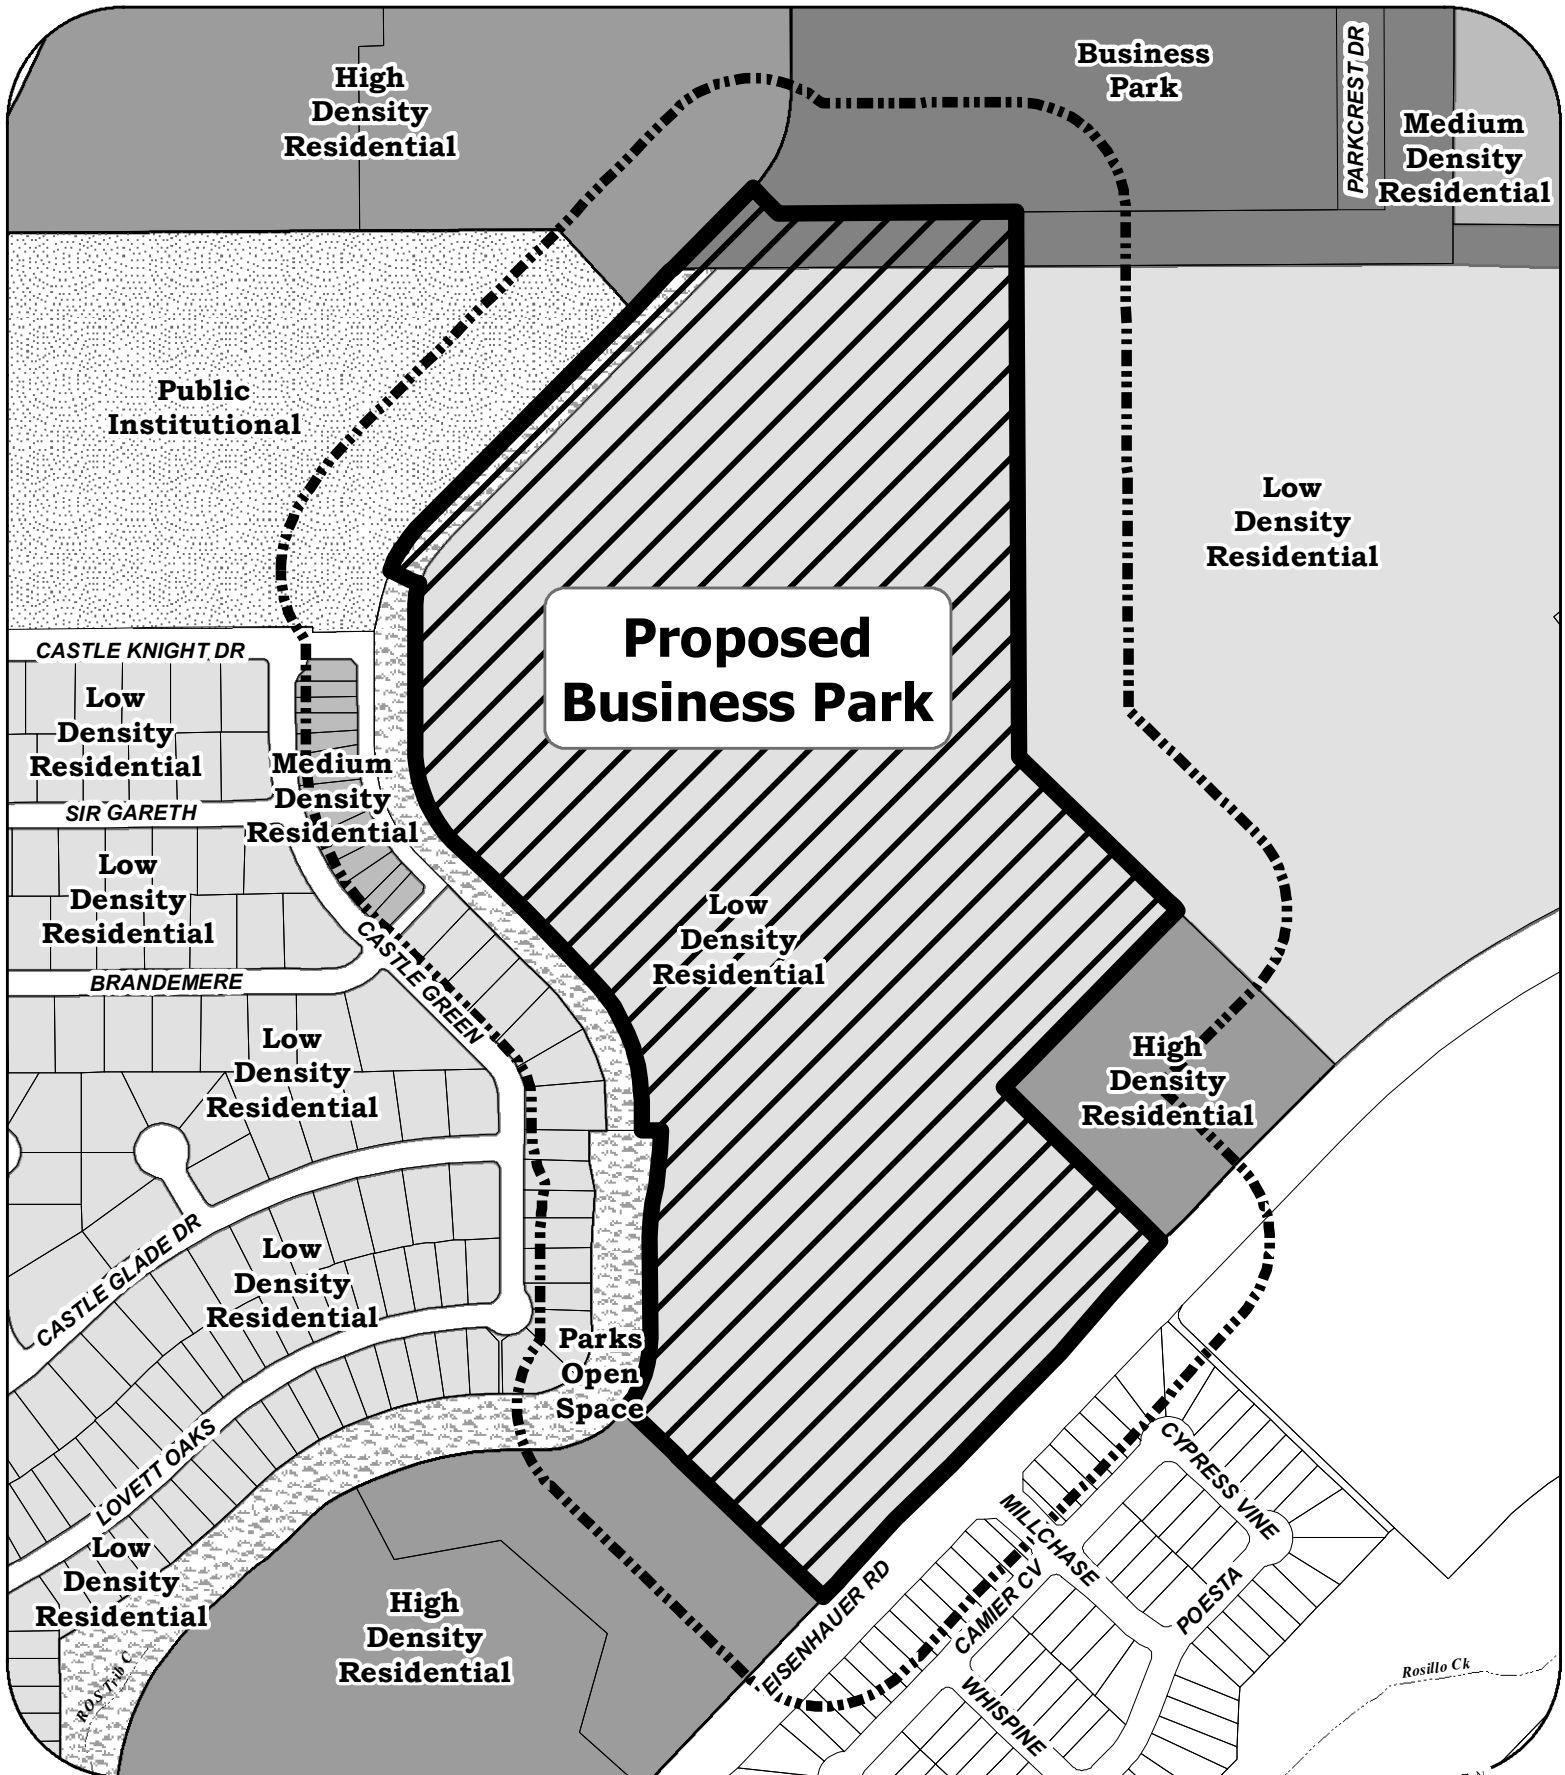 High
Density
Residential
Business
Park
PARKCREST DR
Medium
Density
Residential
Public
Institutional
Low
Density
Residential
Proposed
Business Park
CASTLE KNIGHT DR
Low
Density
Residential
Medium
Density
Residential
SIR GARETH
Low
Density
Residential
Low
Density
Residential
BRANDEMERE
CASTLE GREEN
Low
Density
Residential
High
Density
Residential
CASTLE GLADE DR
Low
Density
Residential
Parks
Open
Space
LOVETT OAKS
Low
Density
Residential
High
Density
Residential
EISENHAUER RD
MILLCHASE
CAMIER CV
CYPRESS VINE
POESTA
WHISPINE
Rosillo Ck
ROS Trib C